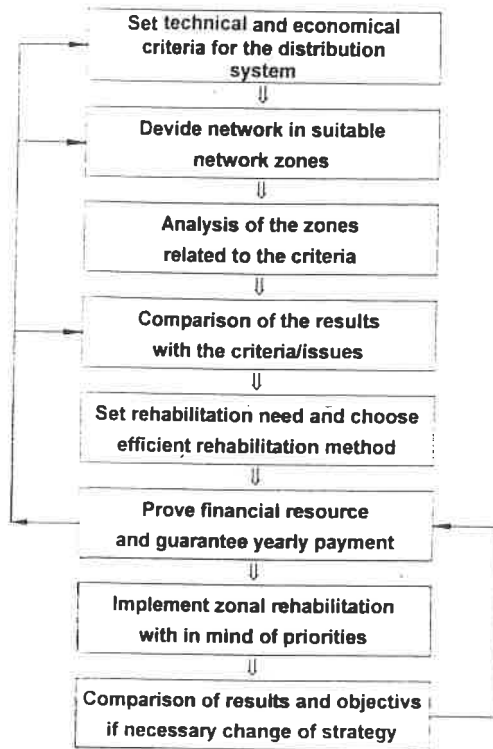 Set technical and economical
criteria for the distribution
system
Devide network in suitable
network zones
Analysis of the zones
related to the criteria
Comparison of the results
with the criteria/issues
Set rehabilitation need and choose
efficient rehabilitation method
Prove financial resource
and guarantee yearly payment
Implement zonal rehabilitation
with in mind of priorities
Comparison of results and objectivs
if necessary change of strategy